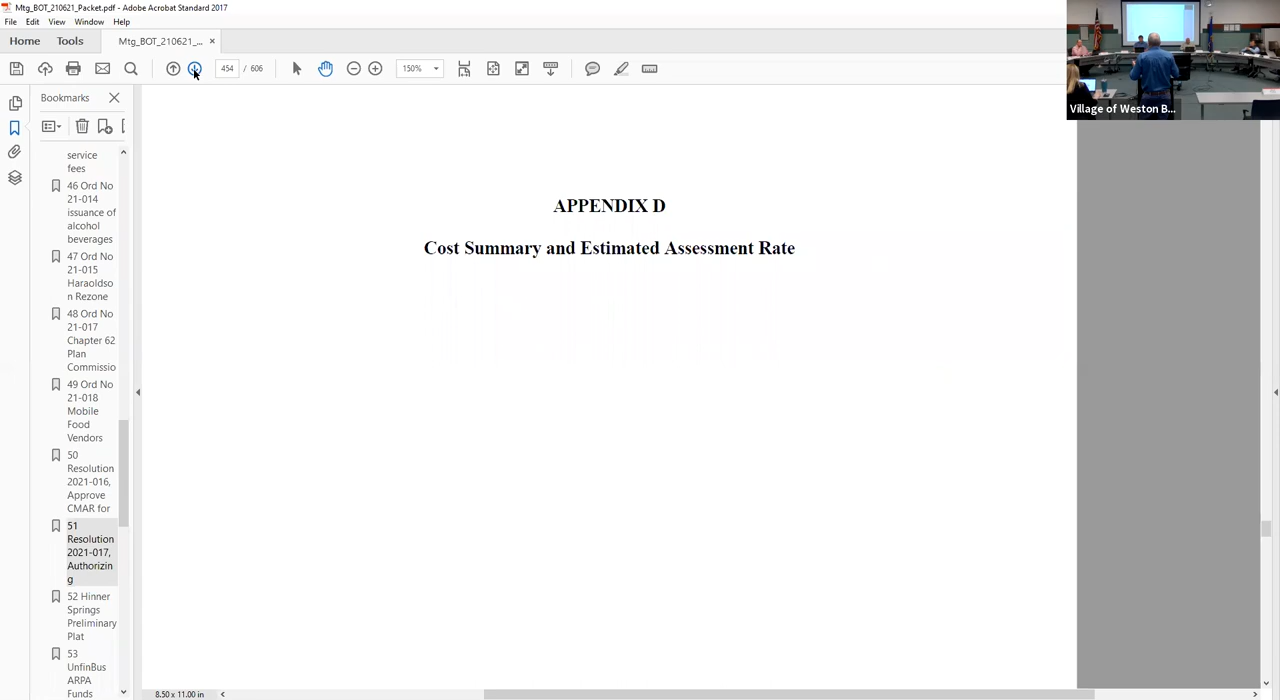 Mtg_BOT_210621_Packet.pdf - Adobe Acrobat Standard 2017
File Edit View Window Help
Home Tools Mtg_BOT_210621_... ×
454 / 606 150%
Village of Weston B...
Bookmarks
service
fees
46 Ord No
21-014
issuance of
alcohol
beverages
47 Ord No
21-015
Haraoldso
n Rezone
48 Ord No
21-017
Chapter 62
Plan
Commissio
49 Ord No
21-018
Mobile
Food
Vendors
50
Resolution
2021-016,
Approve
CMAR for
51
Resolution
2021-017,
Authorizin
g
52 Hinner
Springs
Preliminary
Plat
53
UnfinBus
ARPA
Funds
APPENDIX D
Cost Summary and Estimated Assessment Rate
8.50 x 11.00 in